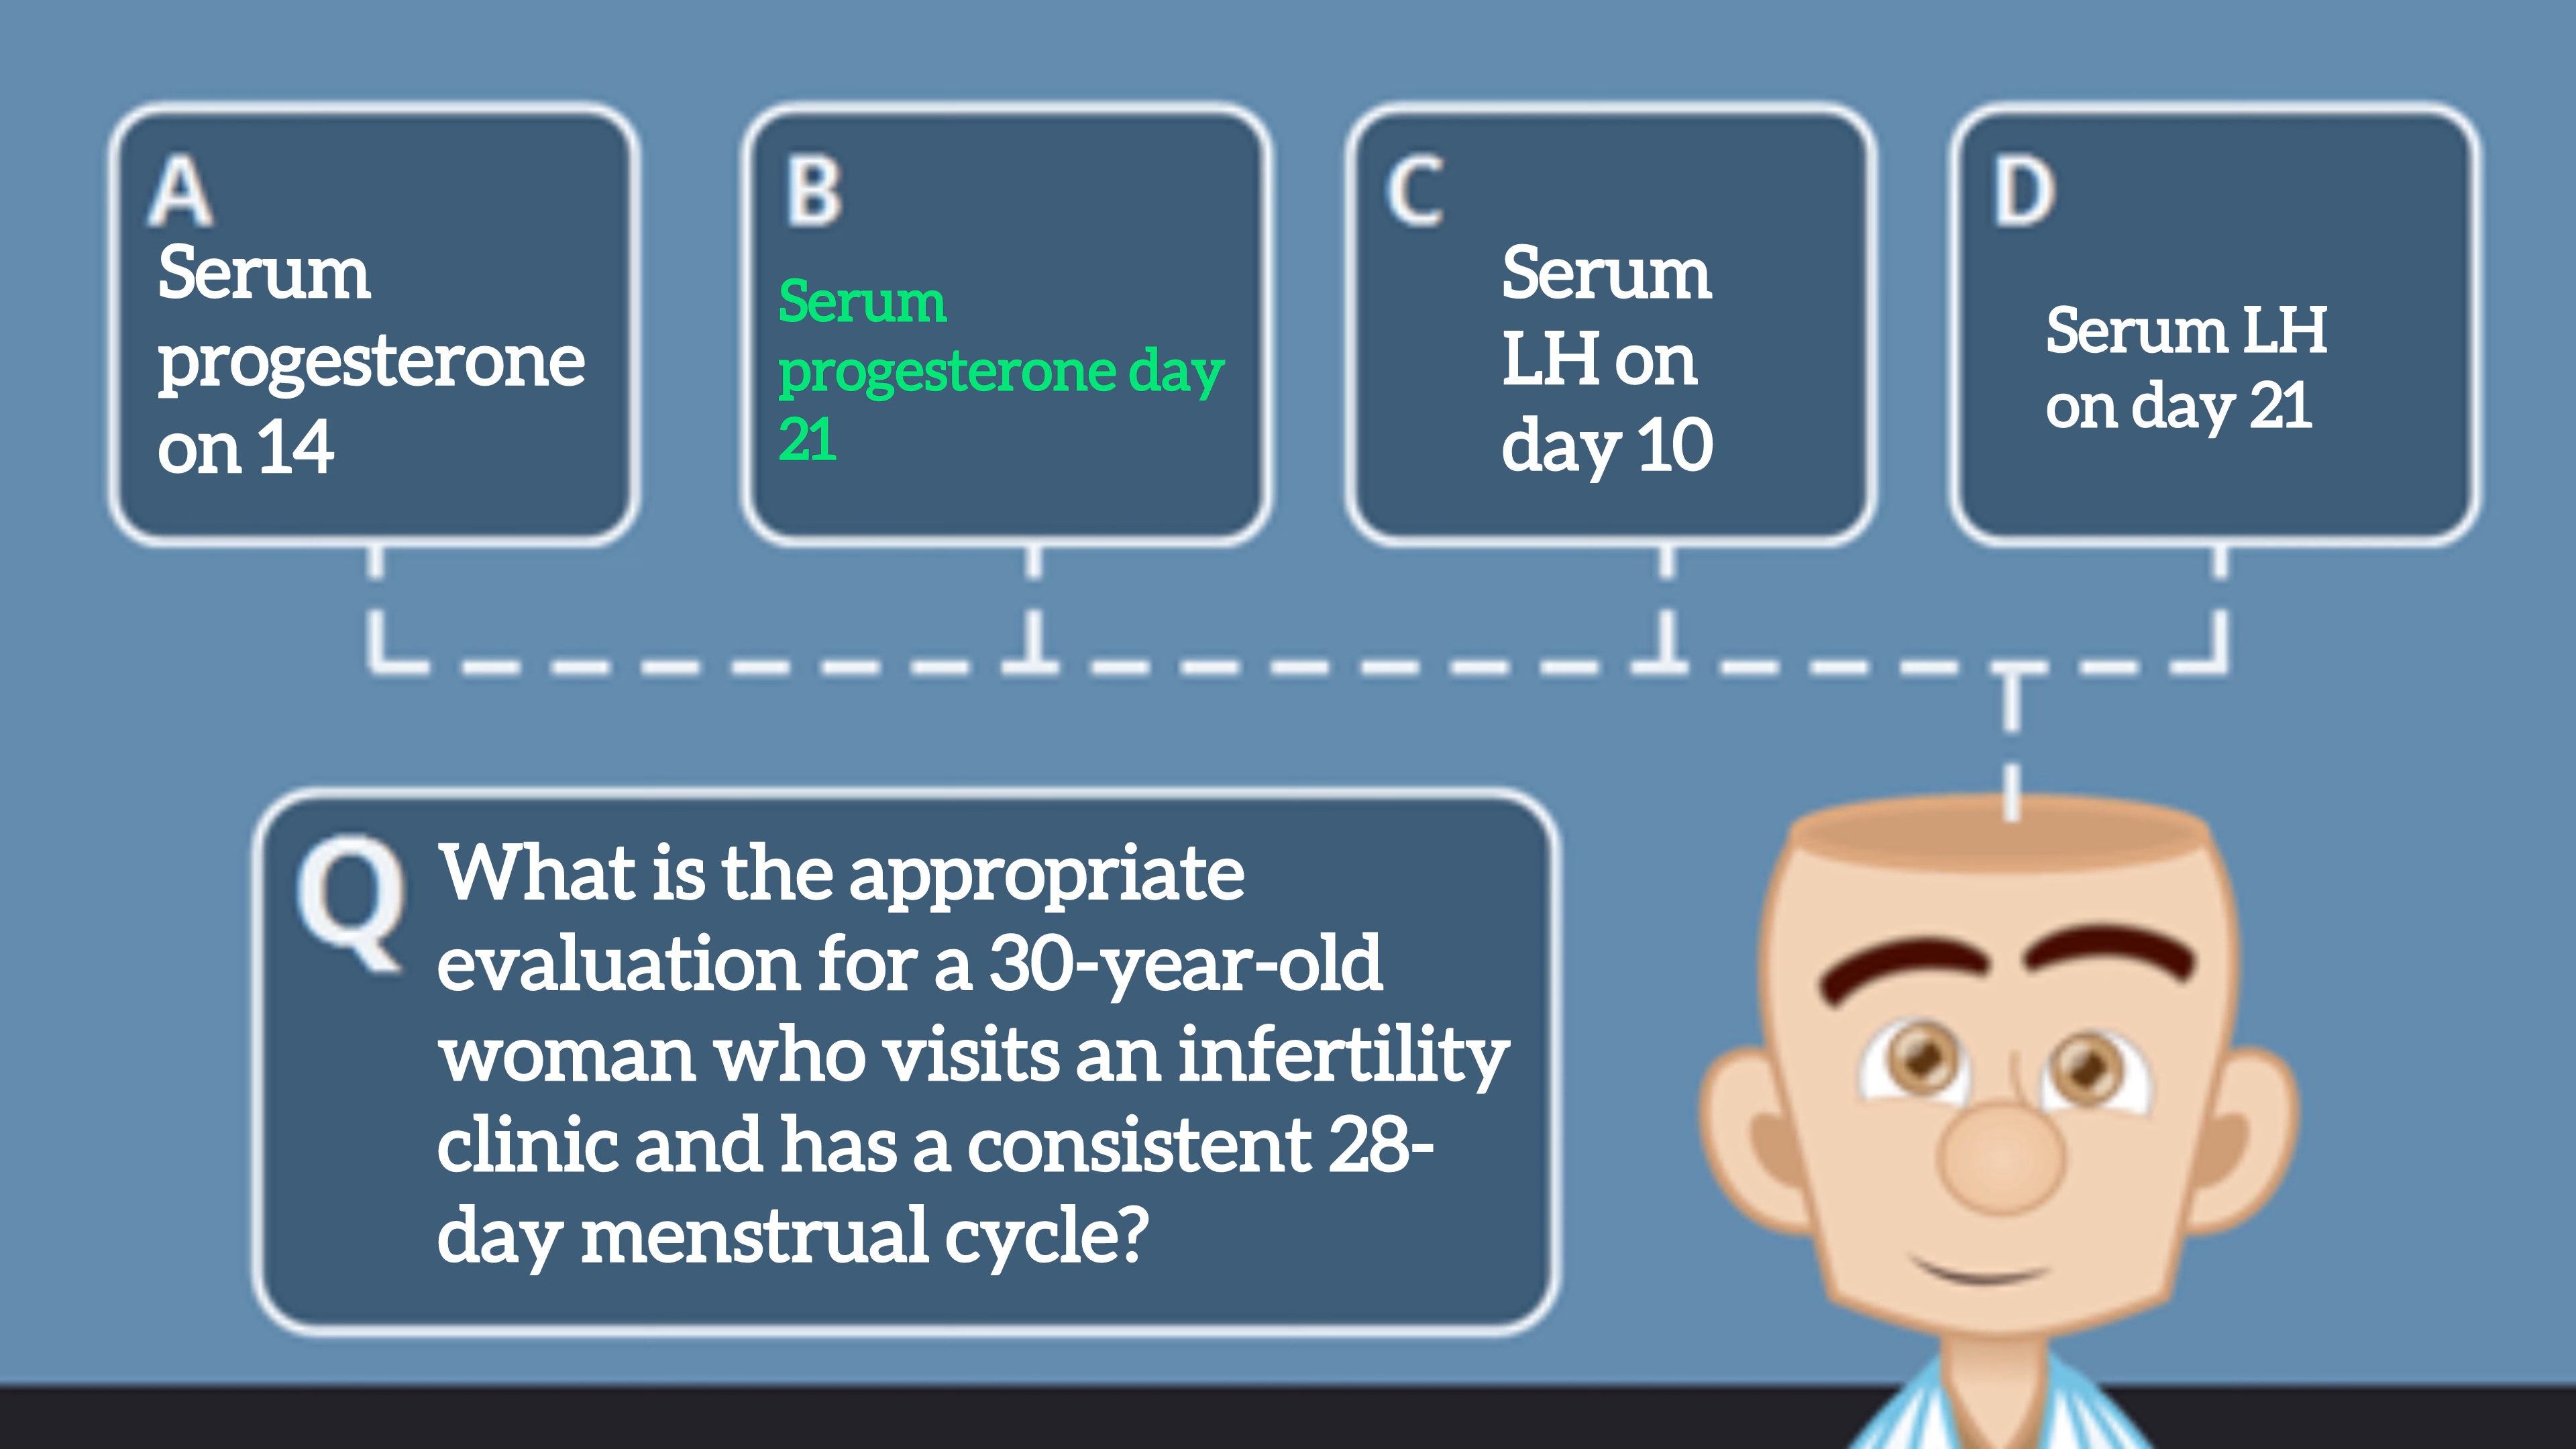 A
Serum
progesterone
on 14
B
Serum
progesterone day
21
C
Serum
LH on
day 10
D
Serum LH
on day 21
Q
What is the appropriate
evaluation for a 30-year-old
woman who visits an infertility
clinic and has a consistent 28-
day menstrual cycle?